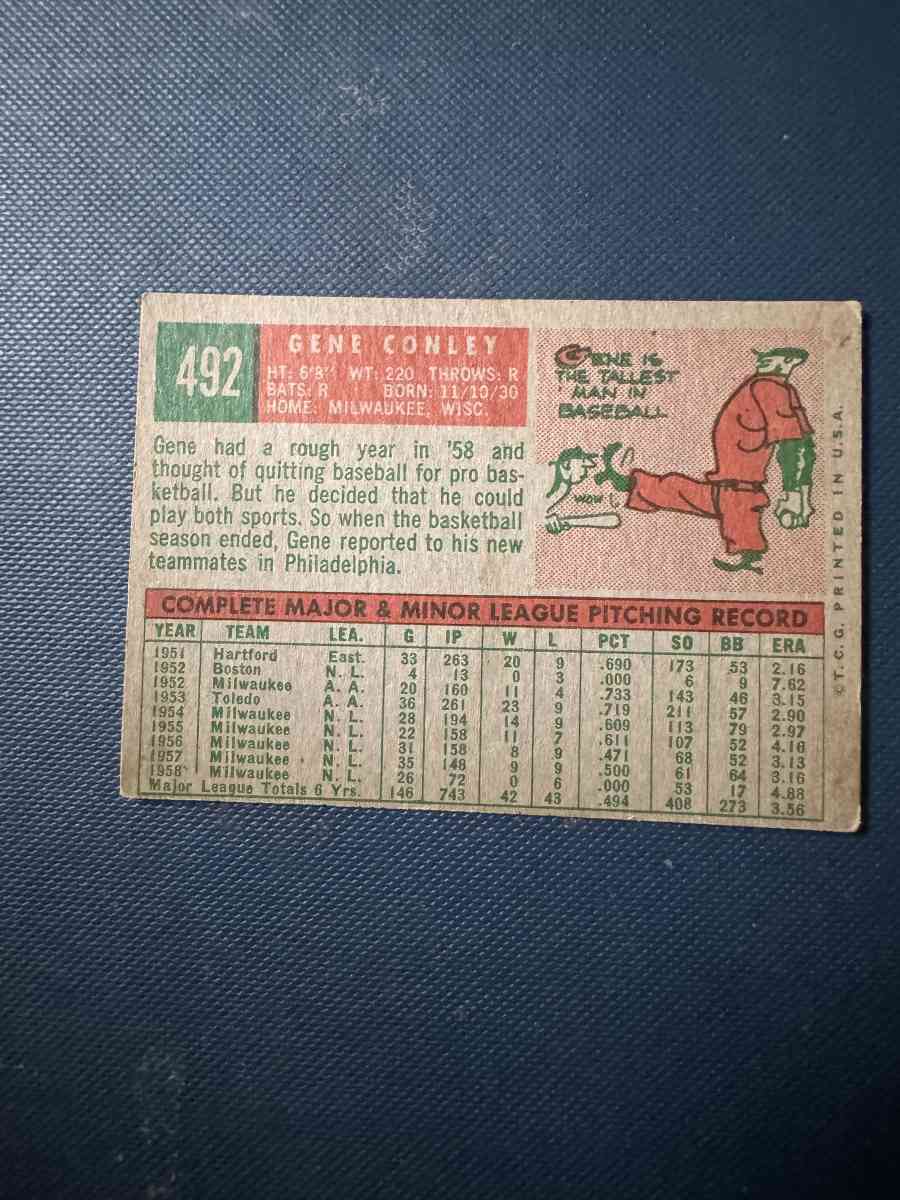 492
GENE CONLEY
HT: 6'8" WT: 220 THROWS: R
BATS: R BORN: 11/10/30
HOME: MILWAUKEE, WISC.
GENE IS
THE TALLEST
MAN IN
BASEBALL
WOW!
Gene had a rough year in '58 and
thought of quitting baseball for pro bas-
ketball. But he decided that he could
play both sports. So when the basketball
season ended, Gene reported to his new
teammates in Philadelphia.
COMPLETE MAJOR & MINOR LEAGUE PITCHING RECORD
YEAR TEAM LEA. G IP W L PCT SO BB ERA
1951 Hartford East. 33 263 20 9 .690 173 53 2.16
1952 Boston N. L. 4 13 0 3 .000 6 9 7.62
1952 Milwaukee A. A. 20 160 11 4 .733 143 46 3.15
1953 Toledo A. A. 36 261 23 9 .719 211 57 2.90
1954 Milwaukee N. L. 28 194 14 9 .609 113 79 2.97
1955 Milwaukee N. L. 22 158 11 7 .611 107 52 4.16
1956 Milwaukee N. L. 31 158 8 9 .471 68 52 3.13
1957 Milwaukee N. L. 35 148 9 9 .500 61 64 3.16
1958 Milwaukee N. L. 26 72 0 6 .000 53 17 4.88
Major League Totals 6 Yrs. 146 743 42 43 .494 408 273 3.56
© T. C. G. PRINTED IN U.S.A.